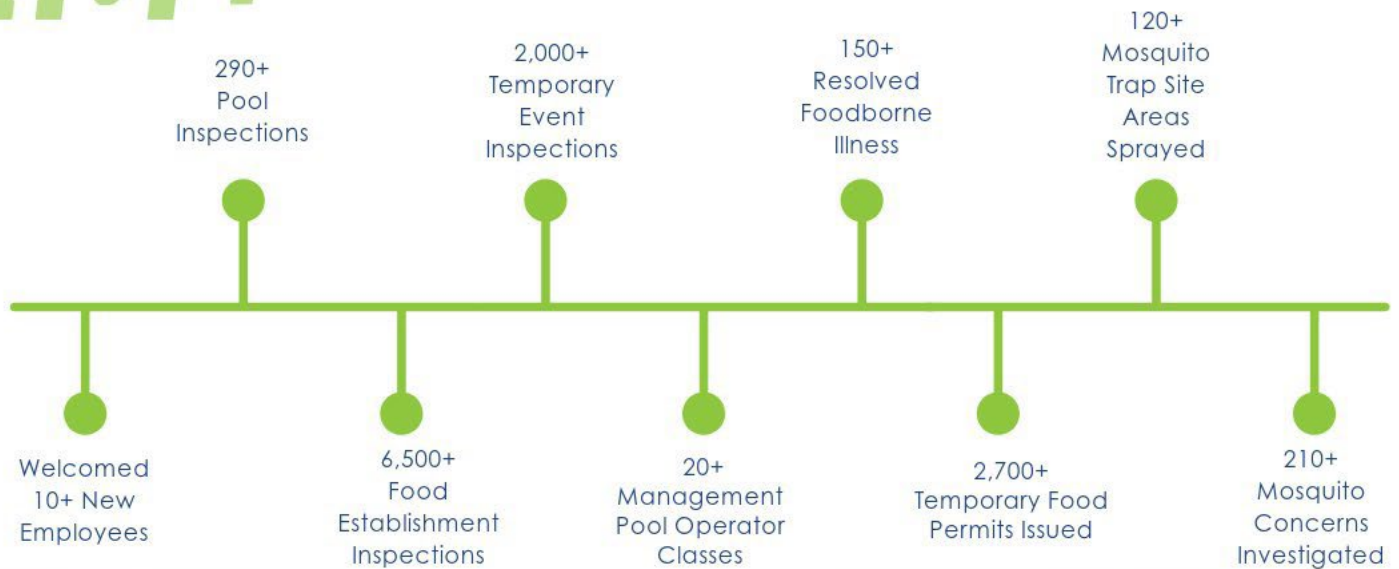 290+
Pool
Inspections
2,000+
Temporary
Event
Inspections
150+
Resolved
Foodborne
Illness
120+
Mosquito
Trap Site
Areas
Sprayed
Welcomed
10+ New
Employees
6,500+
Food
Establishment
Inspections
20+
Management
Pool Operator
Classes
2,700+
Temporary Food
Permits Issued
210+
Mosquito
Concerns
Investigated